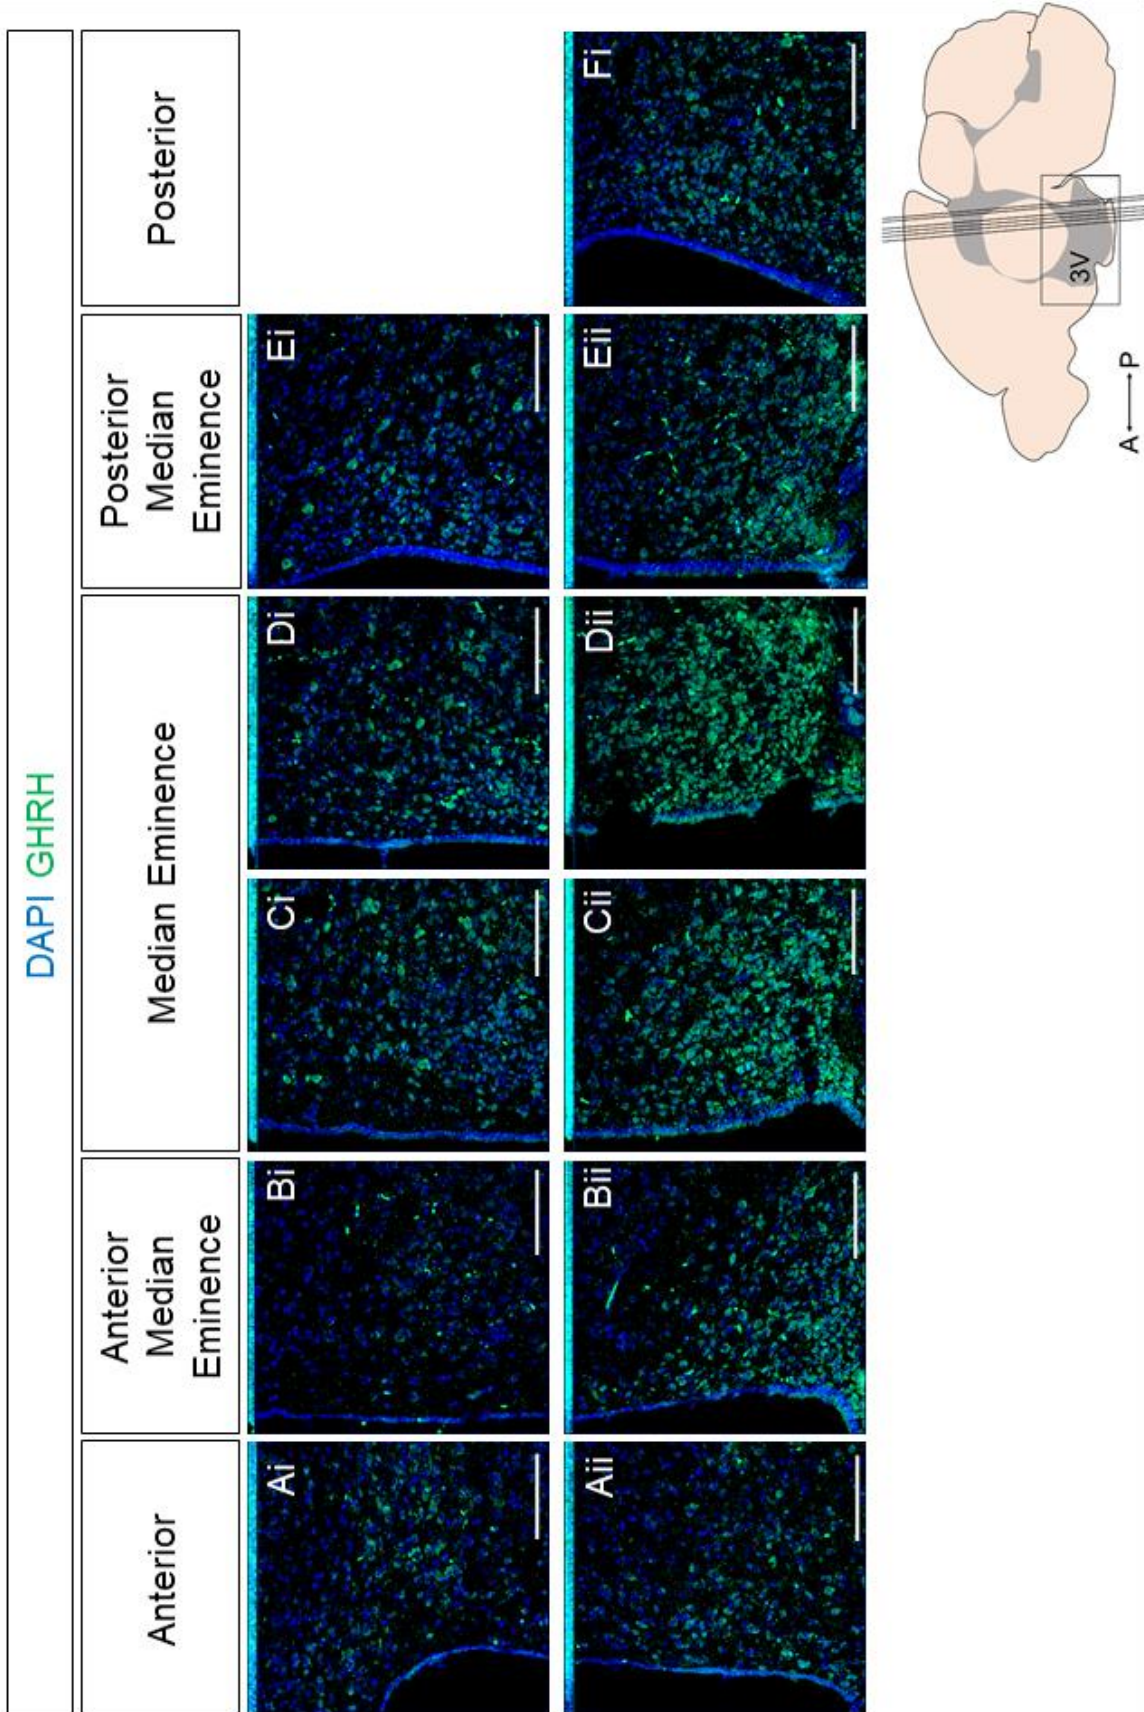 DAPI GHRH
Anterior
Anterior
Median
Eminence
Median Eminence
Posterior
Median
Eminence
Posterior
Ai
Bi
Ci
Di
Ei
Aii
Bii
Cii
Dii
Eii
Fi
3V
A
P